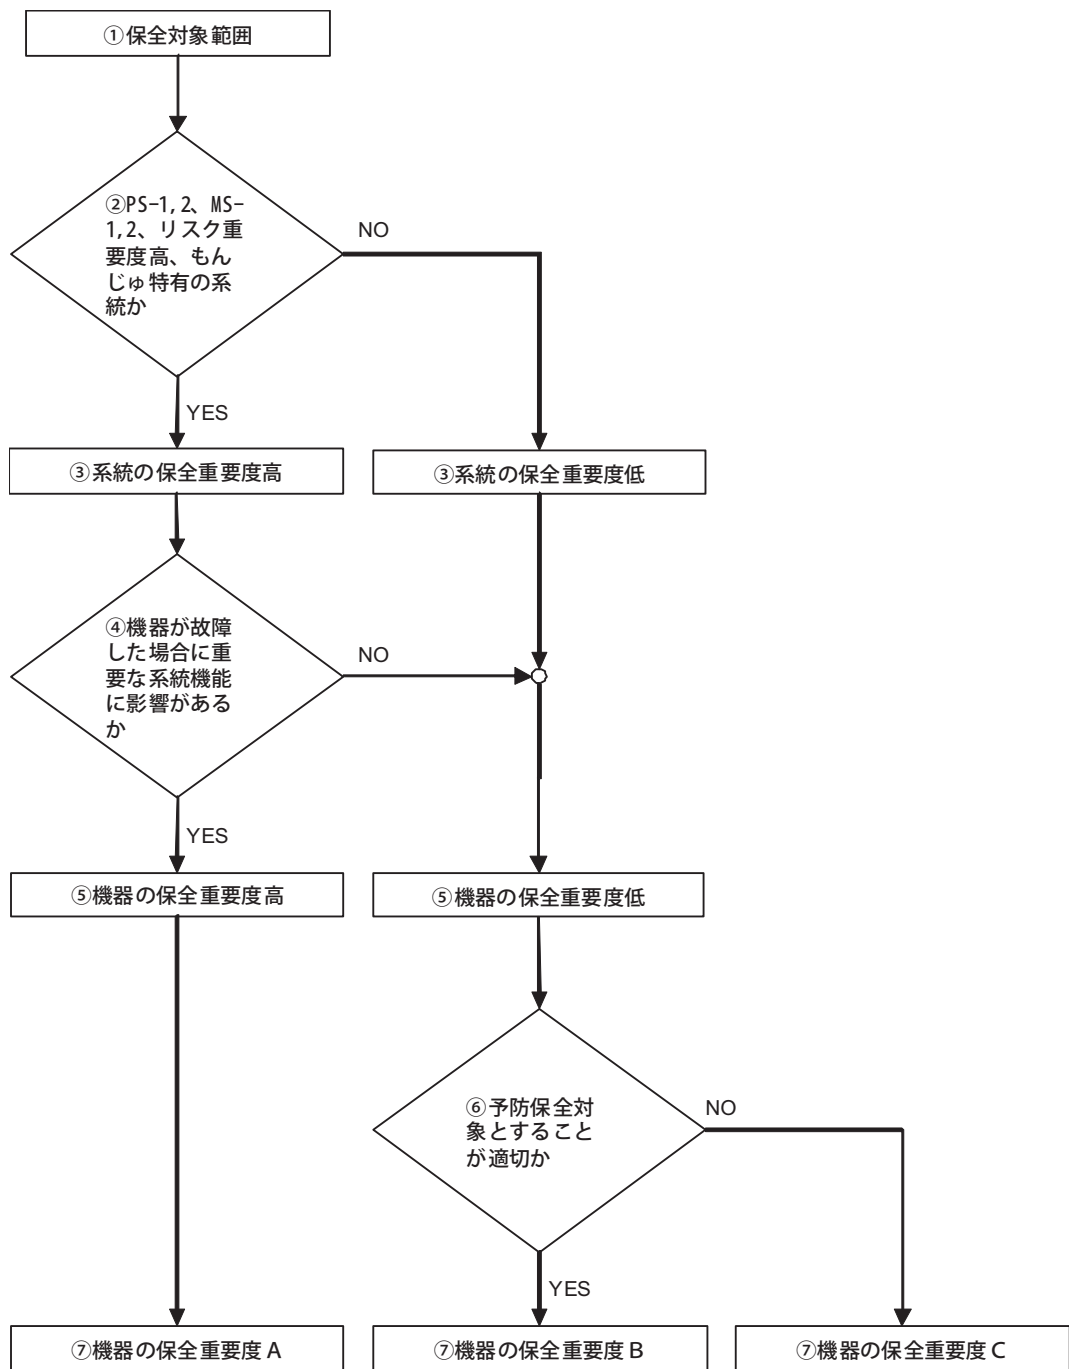 ①保全対象範囲
②PS-1,2、MS-
1,2、リスク重
要度高、もん
じゅ特有の系
統か
NO
YES
③系統の保全重要度高
③系統の保全重要度低
④機器が故障
した場合に重
要な系統機能
に影響がある
か
NO
YES
⑤機器の保全重要度高
⑤機器の保全重要度低
⑥予防保全対
象とすること
が適切か
NO
YES
⑦機器の保全重要度 A
⑦機器の保全重要度 B
⑦機器の保全重要度 C